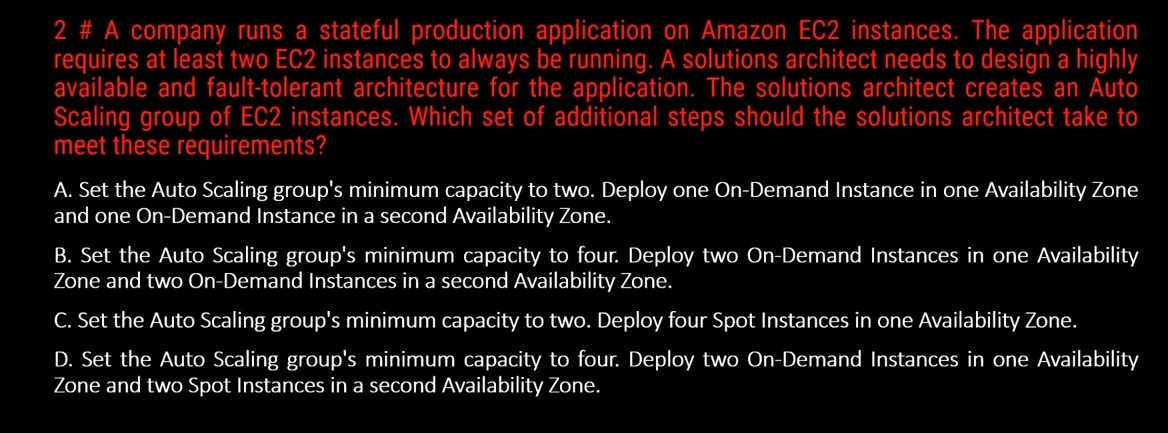 2 # A company runs a stateful production application on Amazon EC2 instances. The application
requires at least two EC2 instances to always be running. A solutions architect needs to design a highly
available and fault-tolerant architecture for the application. The solutions architect creates an Auto
Scaling group of EC2 instances. Which set of additional steps should the solutions architect take to
meet these requirements?
A. Set the Auto Scaling group's minimum capacity to two. Deploy one On-Demand Instance in one Availability Zone
and one On-Demand Instance in a second Availability Zone.
B. Set the Auto Scaling group's minimum capacity to four. Deploy two On-Demand Instances in one Availability
Zone and two On-Demand Instances in a second Availability Zone.
C. Set the Auto Scaling group's minimum capacity to two. Deploy four Spot Instances in one Availability Zone.
D. Set the Auto Scaling group's minimum capacity to four. Deploy two On-Demand Instances in one Availability
Zone and two Spot Instances in a second Availability Zone.